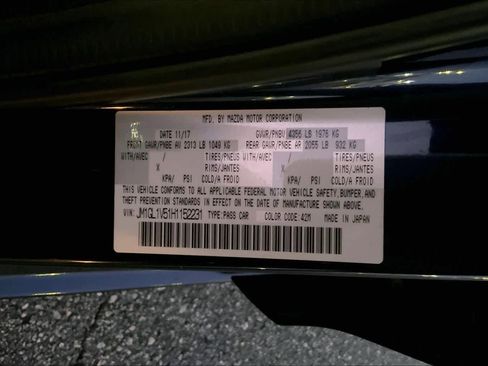 MFD. BY MAZDA MOTOR CORPORATION
DATE 11/17 GVWR/PNBV 4356 LB 1976 KG
FRONT GAWR/PNBE AV 2313 LB 1049 KG REAR GAWR/PNBE AR 2055 LB 932 KG
WITH/AVEC TIRES/PNEUS WITH/AVEC TIRES/PNEUS
X RIMS/JANTES X RIMS/JANTES
KPA/ PSI COLD/A FROID KPA/ PSI COLD/A FROID
THIS VEHICLE CONFORMS TO ALL APPLICABLE FEDERAL MOTOR VEHICLE SAFETY,BUMPER, AND
THEFT PREVENTION STANDARDS IN EFFECT ON THE DATE OF MANUFACTURE SHOWN ABOVE.
VIN: JM1GL1V51H1152231 TYPE:PASS CAR COLOR CODE:42M MADE IN JAPAN